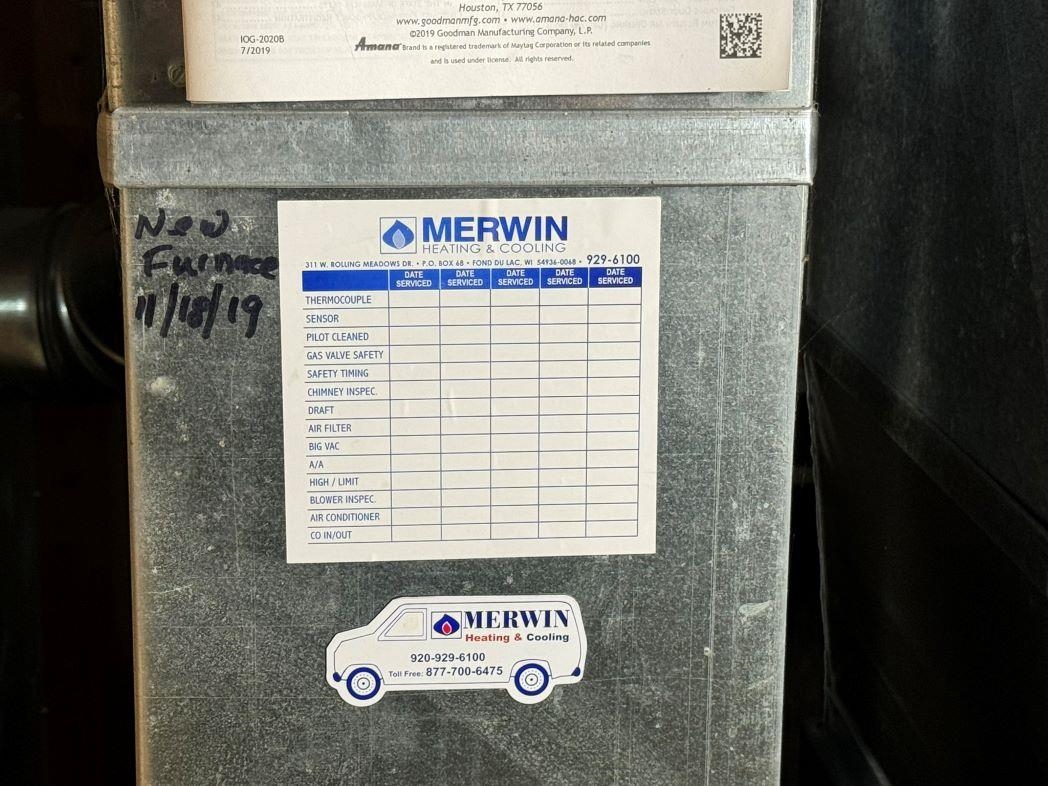 Houston, TX 77056
www.goodmanmfg.com • www.amana-hac.com
©2019 Goodman Manufacturing Company, L.P.
IOG-2020B
7/2019
Amana Brand is a registered trademark of Maytag Corporation or its related companies
and is used under license. All rights reserved.
New
Furnace
11/18/19
MERWIN
HEATING & COOLING
311 W. ROLLING MEADOWS DR. • P.O. BOX 68 • FOND DU LAC, WI 54936-0068 • 929-6100
DATE SERVICED DATE SERVICED DATE SERVICED DATE SERVICED DATE SERVICED
THERMOCOUPLE
SENSOR
PILOT CLEANED
GAS VALVE SAFETY
SAFETY TIMING
CHIMNEY INSPEC.
DRAFT
AIR FILTER
BIG VAC
A/A
HIGH / LIMIT
BLOWER INSPEC.
AIR CONDITIONER
CO IN/OUT
MERWIN
Heating & Cooling
920-929-6100
Toll Free: 877-700-6475